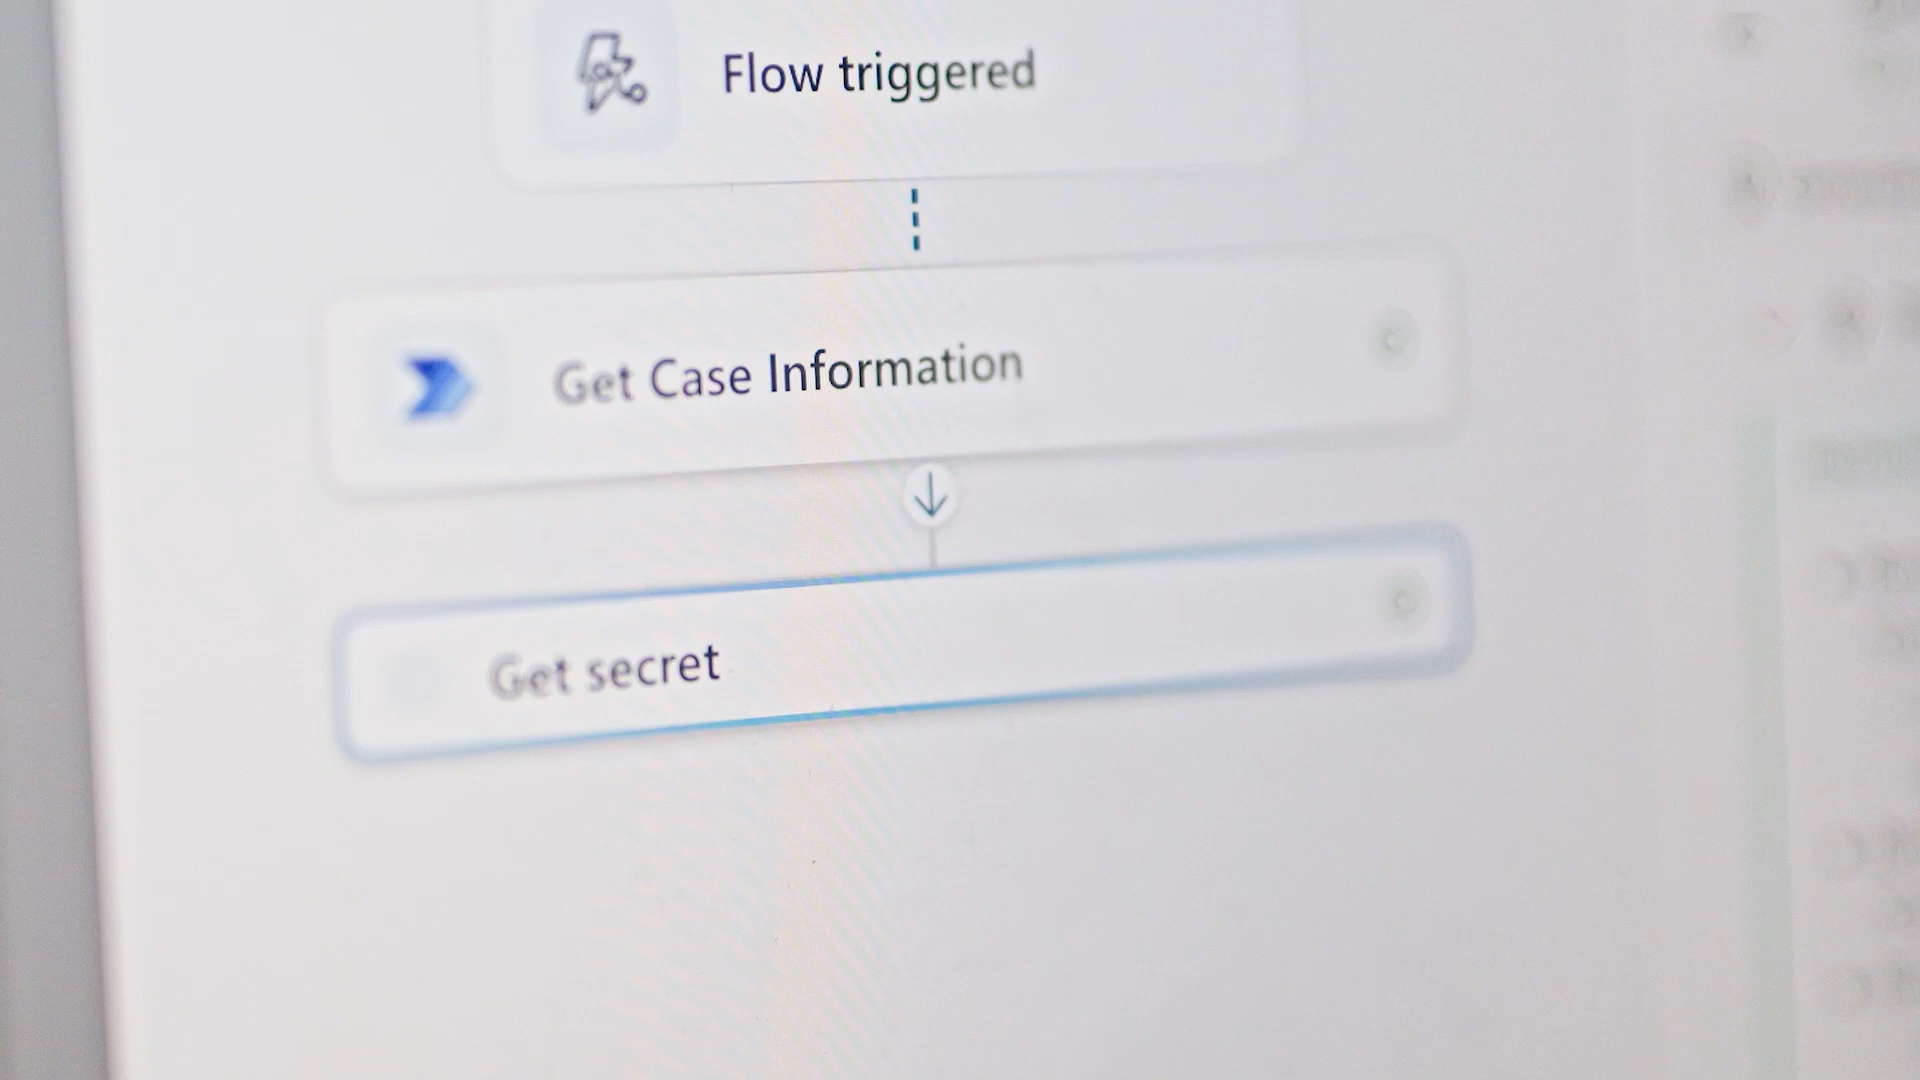 Flow triggered
Get Case Information
Get secret